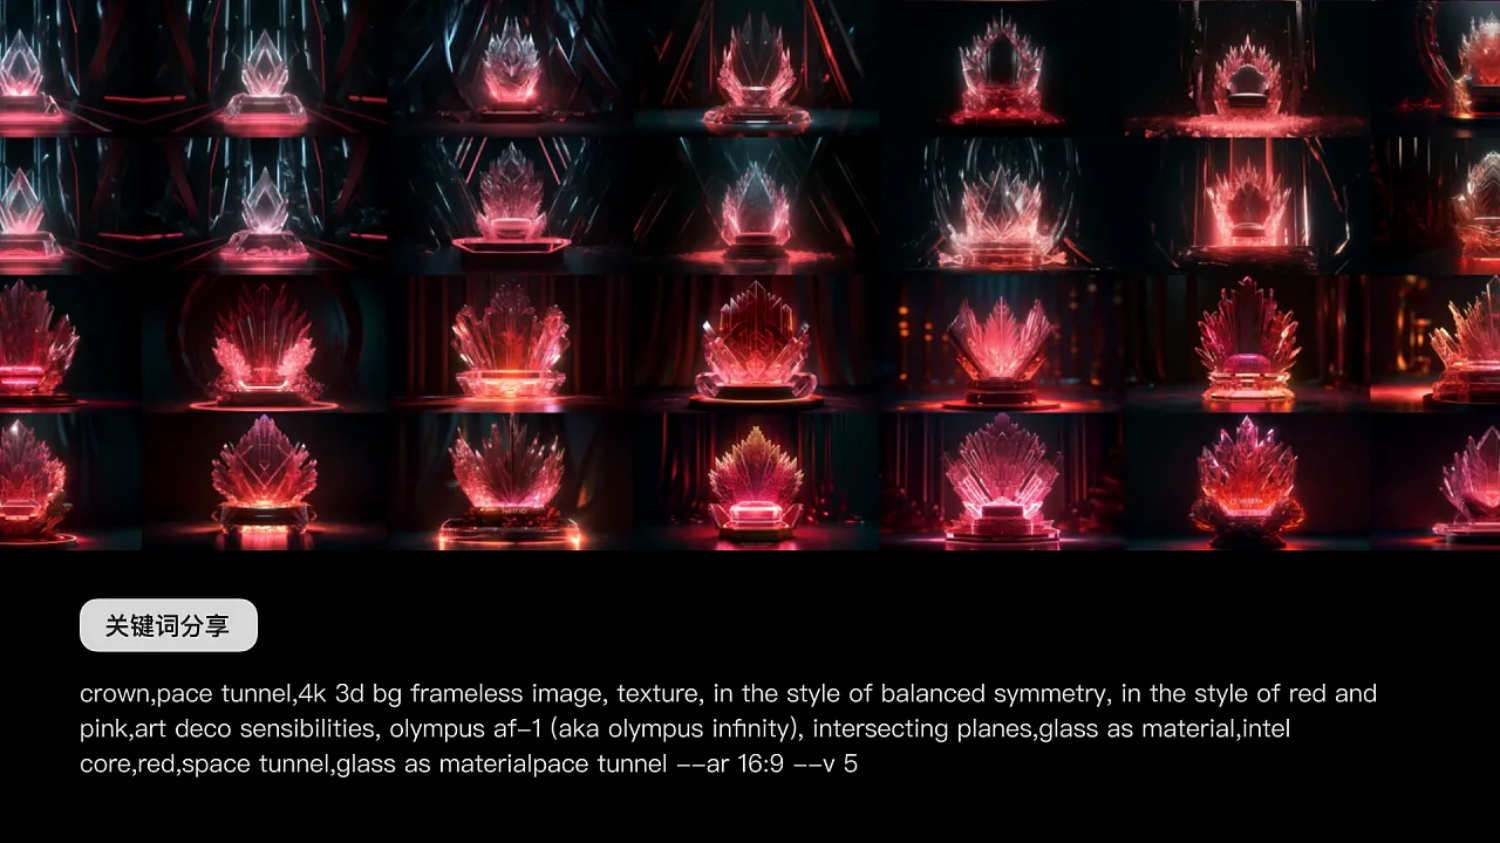 关键词分享
crown,pace tunnel,4k 3d bg frameless image, texture, in the style of balanced symmetry, in the style of red and
pink,art deco sensibilities, olympus af-1 (aka olympus infinity), intersecting planes,glass as material,intel
core,red,space tunnel,glass as materialpace tunnel --ar 16:9 --v 5